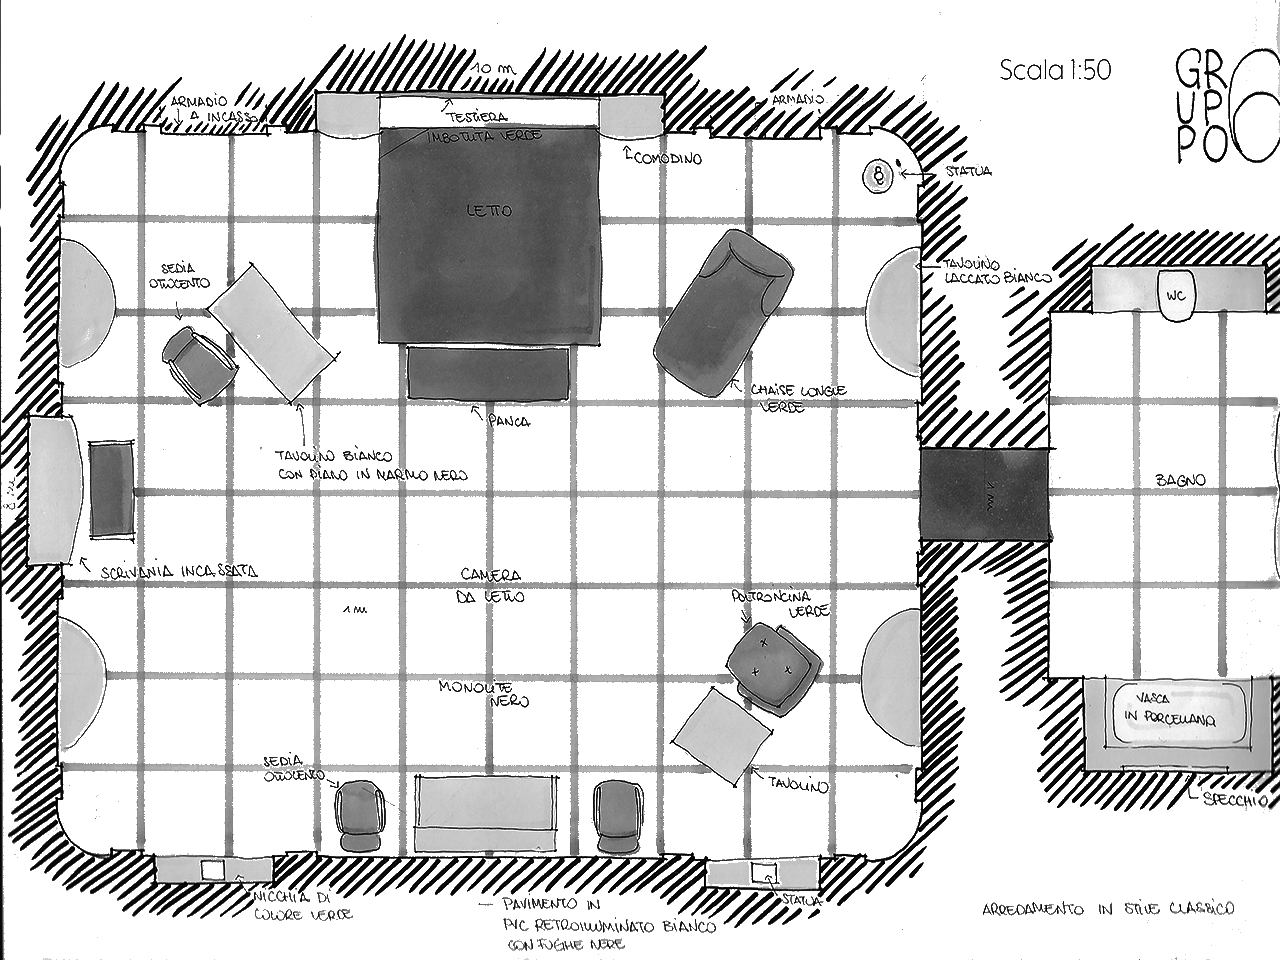 10 m
Scala 1:50
GR
UP
PO
6
ARMADIO
A INCASSO
TESTIERA
IMBOTTITA VERDE
ARMADIO
COMODINO
STATUA
LETTO
SEDIA
OTTOCENTO
TAVOLINO
LACCATO BIANCO
WC
CHAISE LONGUE
VERDE
PANCA
TAVOLINO BIANCO
CON PIANO IN MARMO NERO
8 m
1 m
BAGNO
SCRIVANIA INCASSATA
CAMERA
DA LETTO
1 m
POLTRONCINA
VERDE
MONOLITE
NERO
VASCA
IN PORCELLANA
SEDIA
OTTOCENTO
TAVOLINO
SPECCHIO
NICCHIA DI
COLORE VERDE
STATUA
— PAVIMENTO IN
PVC RETROILLUMINATO BIANCO
CON FUGHE NERE
ARREDAMENTO IN STILE CLASSICO